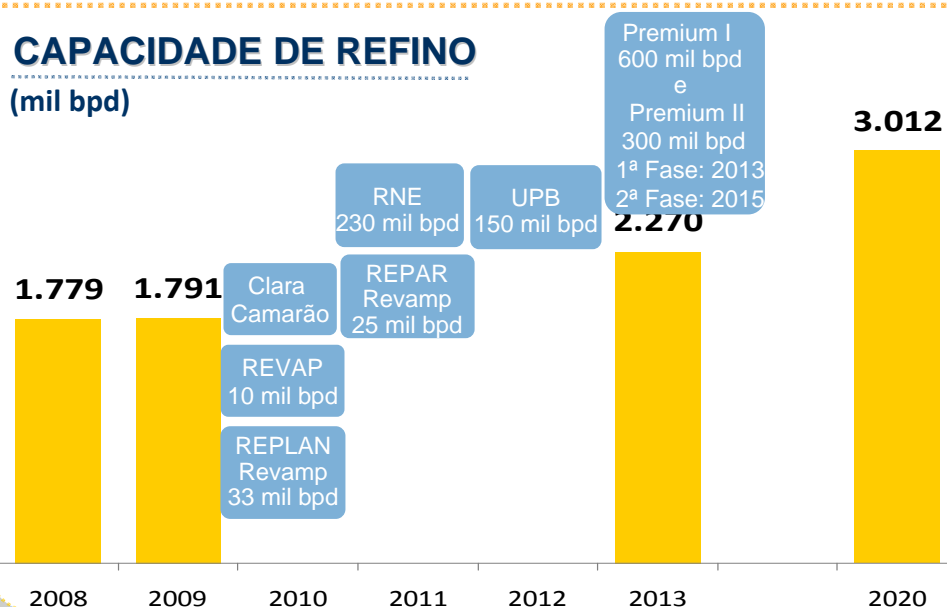 CAPACIDADE DE REFINO
(mil bpd)
Premium I
600 mil bpd
e
Premium II
300 mil bpd
1ª Fase: 2013
2ª Fase: 2015
3.012
RNE
230 mil bpd
UPB
150 mil bpd
2.270
1.779
1.791
Clara
Camarão
REPAR
Revamp
25 mil bpd
REVAP
10 mil bpd
REPLAN
Revamp
33 mil bpd
2008
2009
2010
2011
2012
2013
2020